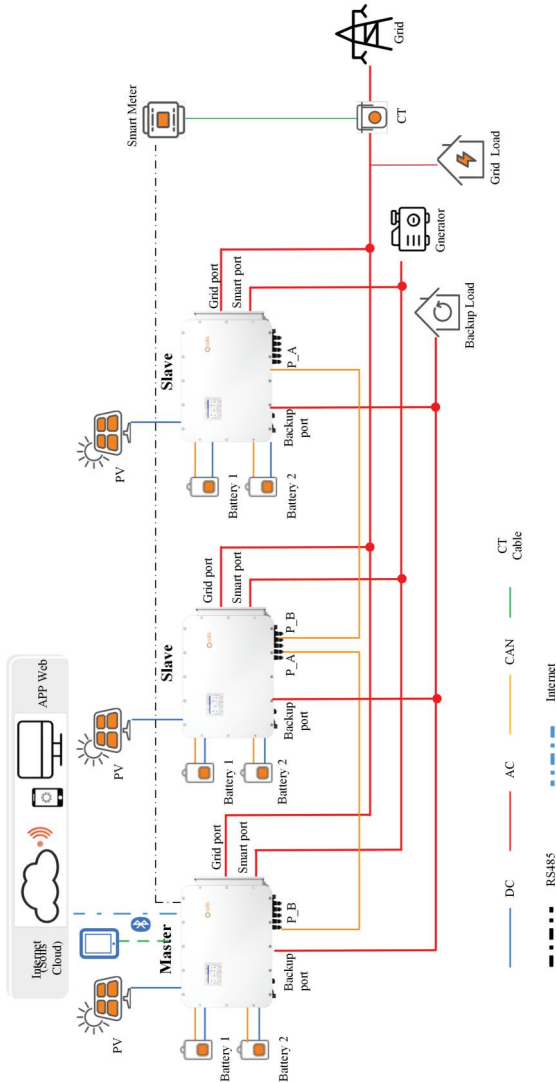 Internet
(Solis
Cloud)
APP Web
PV
Master
Battery 1
Battery 2
Backup
port
P_B
Grid port
Smart port
PV
Slave
Battery 1
Battery 2
Backup
port
P_A
P_B
Grid port
Smart port
PV
Slave
Battery 1
Battery 2
Backup
port
P_A
Grid port
Smart port
Smart Meter
CT
Grid
Grid Load
Gnerator
Backup Load
DC
AC
CAN
CT
Cable
RS485
Internet